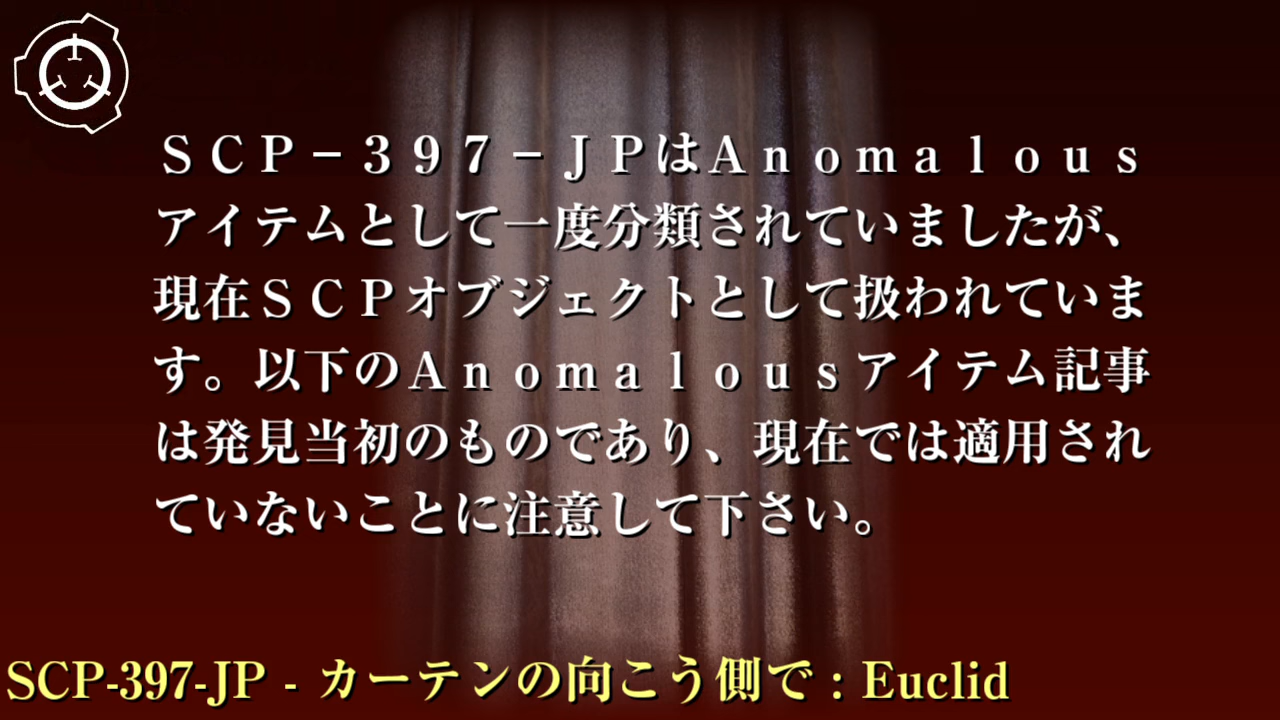 SCP-397-JPはAnomalous
アイテムとして一度分類されていましたが、
現在SCPオブジェクトとして扱われていま
す。以下のAnomalousアイテム記事
は発見当初のものであり、現在では適用され
ていないことに注意して下さい。
SCP-397-JP - カーテンの向こう側で : Euclid